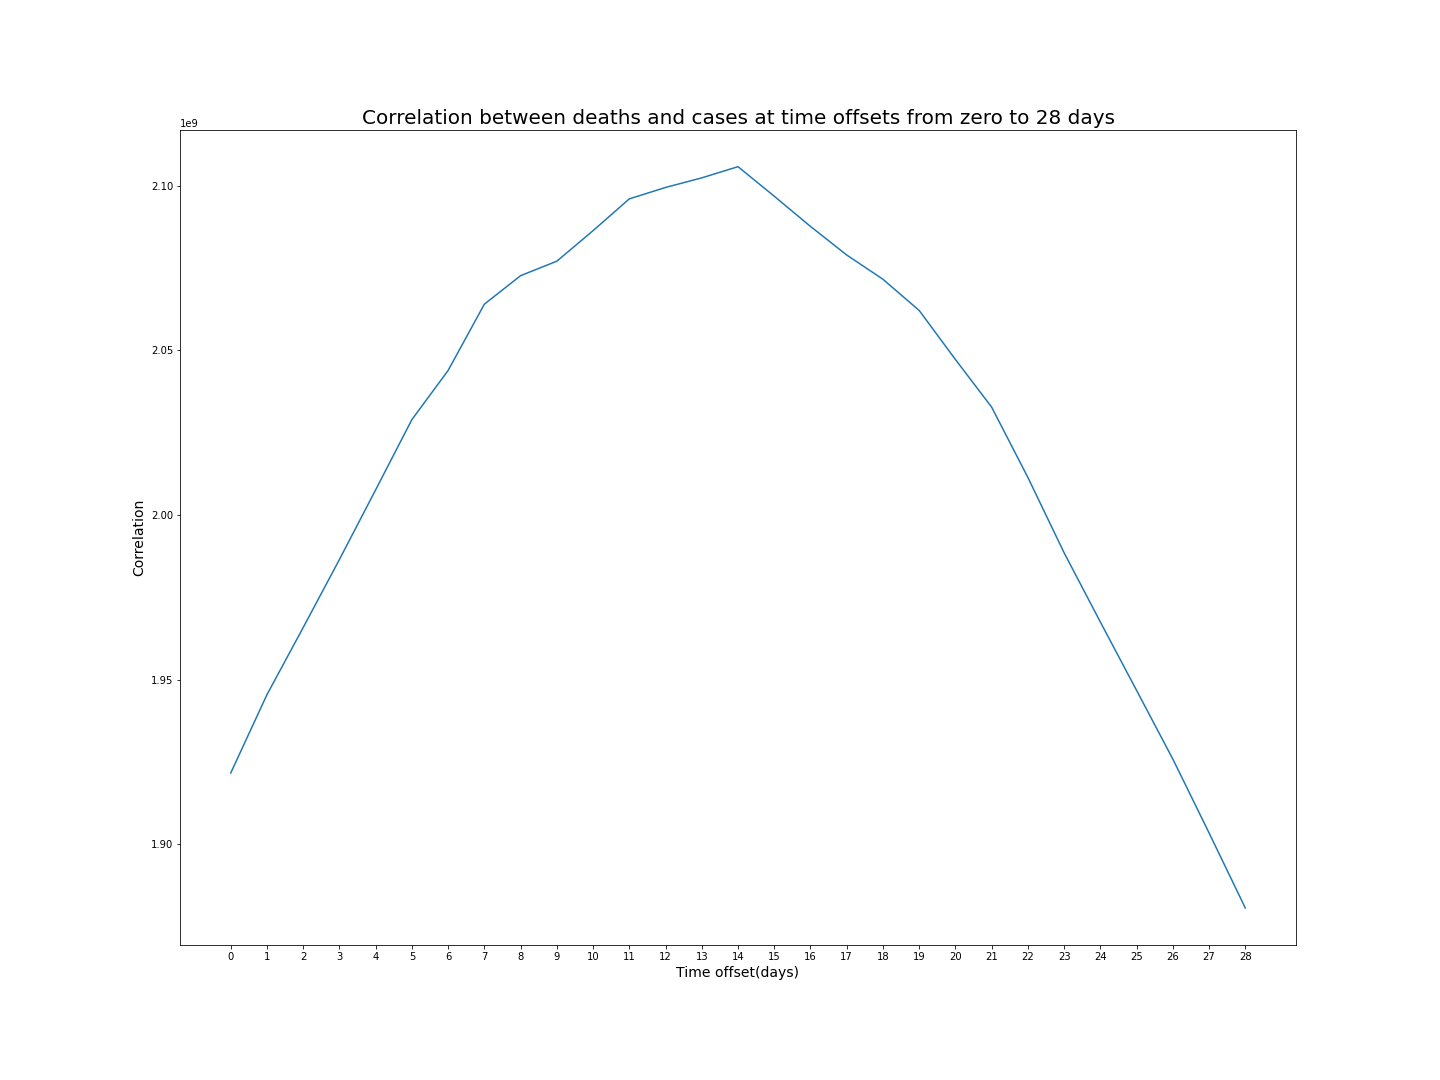 Correlation between deaths and cases at time offsets from zero to 28 days
1e9
2.10
2.05
2.00
1.95
1.90
Correlation
0 1 2 3 4 5 6 7 8 9 10 11 12 13 14 15 16 17 18 19 20 21 22 23 24 25 26 27 28
Time offset(days)